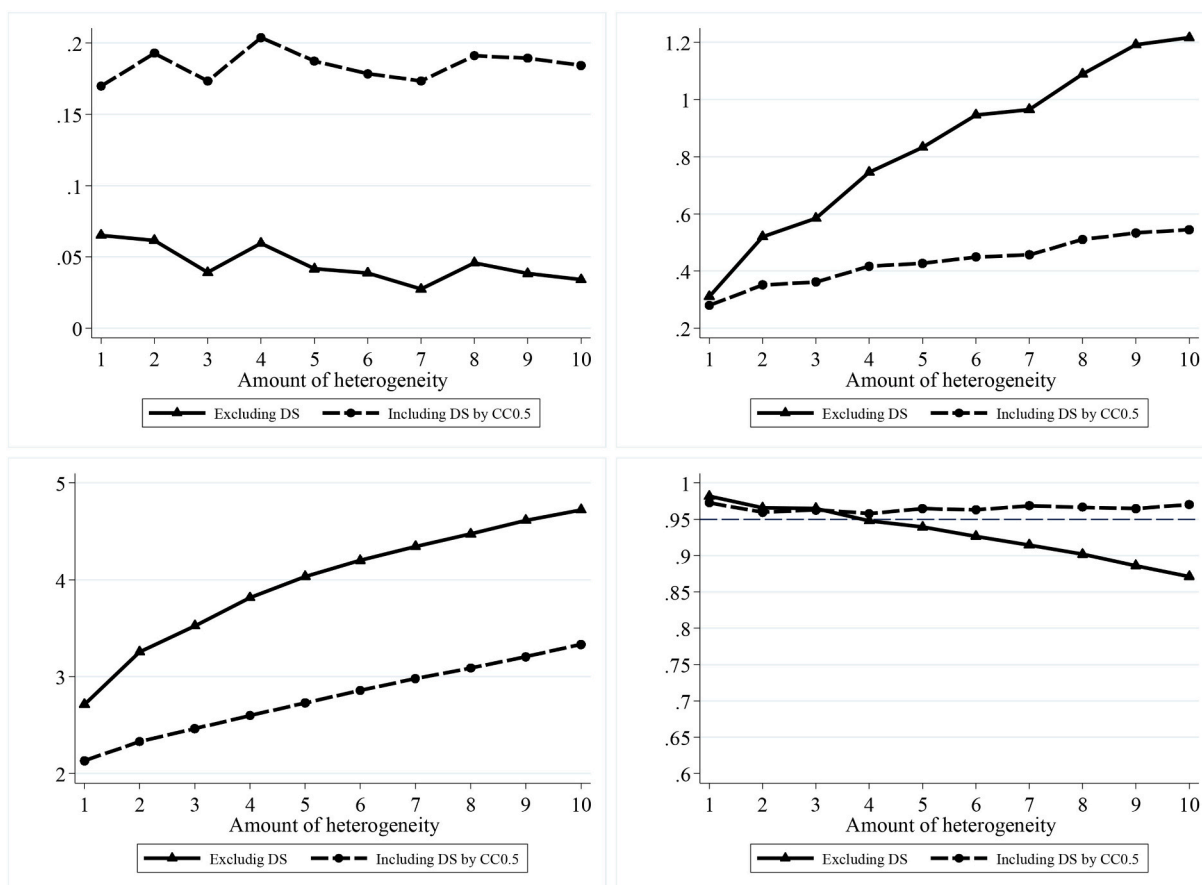 .2
.15
.1
.05
0
1 2 3 4 5 6 7 8 9 10
Amount of heterogeneity
Excluding DS Including DS by CC0.5
1.2
1
.8
.6
.4
.2
1 2 3 4 5 6 7 8 9 10
Amount of heterogeneity
Excluding DS Including DS by CC0.5
5
4
3
2
1 2 3 4 5 6 7 8 9 10
Amount of heterogeneity
Excludig DS Including DS by CC0.5
1
.95
.9
.85
.8
.75
.7
.65
.6
1 2 3 4 5 6 7 8 9 10
Amount of heterogeneity
Excluding DS Including DS by CC0.5